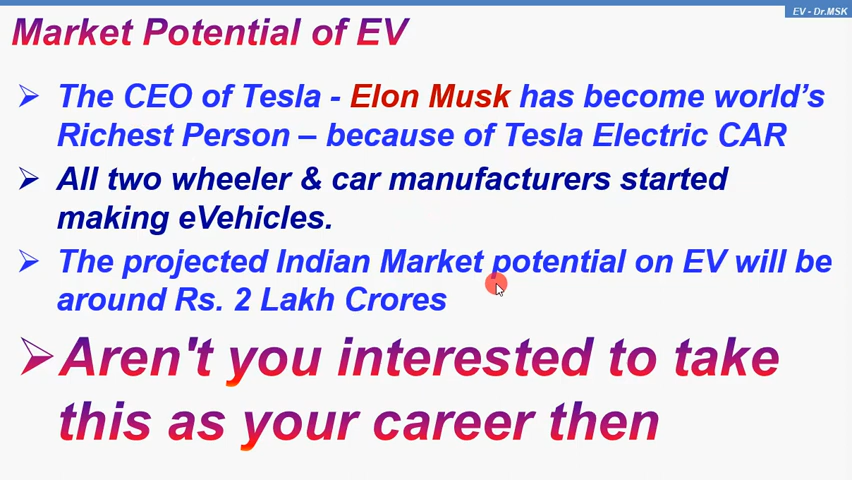 EV - Dr.MSK
Market Potential of EV
➢ The CEO of Tesla - Elon Musk has become world’s
Richest Person – because of Tesla Electric CAR
➢ All two wheeler & car manufacturers started
making eVehicles.
➢ The projected Indian Market potential on EV will be
around Rs. 2 Lakh Crores
➢ Aren't you interested to take
this as your career then